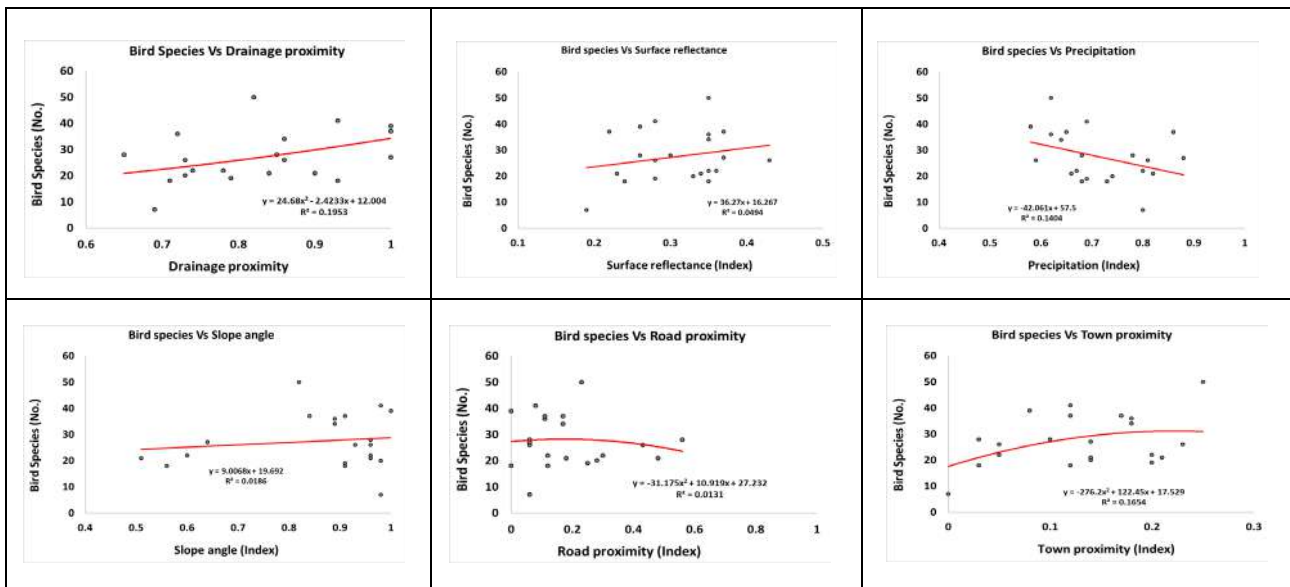 Bird Species Vs Drainage proximity
60
50
40
30
20
10
0
Bird Species (No.)
y = 24.68x² - 2.4233x + 12.004
R² = 0.1953
0.6 0.7 0.8 0.9 1
Drainage proximity
Bird species Vs Surface reflectance
60
50
40
30
20
10
0
Bird Species (No.)
y = 36.27x + 16.267
R² = 0.0494
0.1 0.2 0.3 0.4 0.5
Surface reflectance (Index)
Bird species Vs Precipitation
60
50
40
30
20
10
0
Bird Species (No.)
y = -42.061x + 57.5
R² = 0.1404
0.4 0.5 0.6 0.7 0.8 0.9 1
Precipitation (Index)
Bird species Vs Slope angle
60
50
40
30
20
10
0
Bird Species (No.)
y = 9.0068x + 19.692
R² = 0.0186
0.4 0.5 0.6 0.7 0.8 0.9 1
Slope angle (Index)
Bird species Vs Road proximity
60
50
40
30
20
10
0
Bird Species (No.)
y = -31.175x² + 10.919x + 27.232
R² = 0.0131
0 0.2 0.4 0.6 0.8 1
Road proximity (Index)
Bird species Vs Town proximity
60
50
40
30
20
10
0
Bird Species (No.)
y = -276.2x² + 122.45x + 17.529
R² = 0.1654
0 0.1 0.2 0.3
Town proximity (Index)